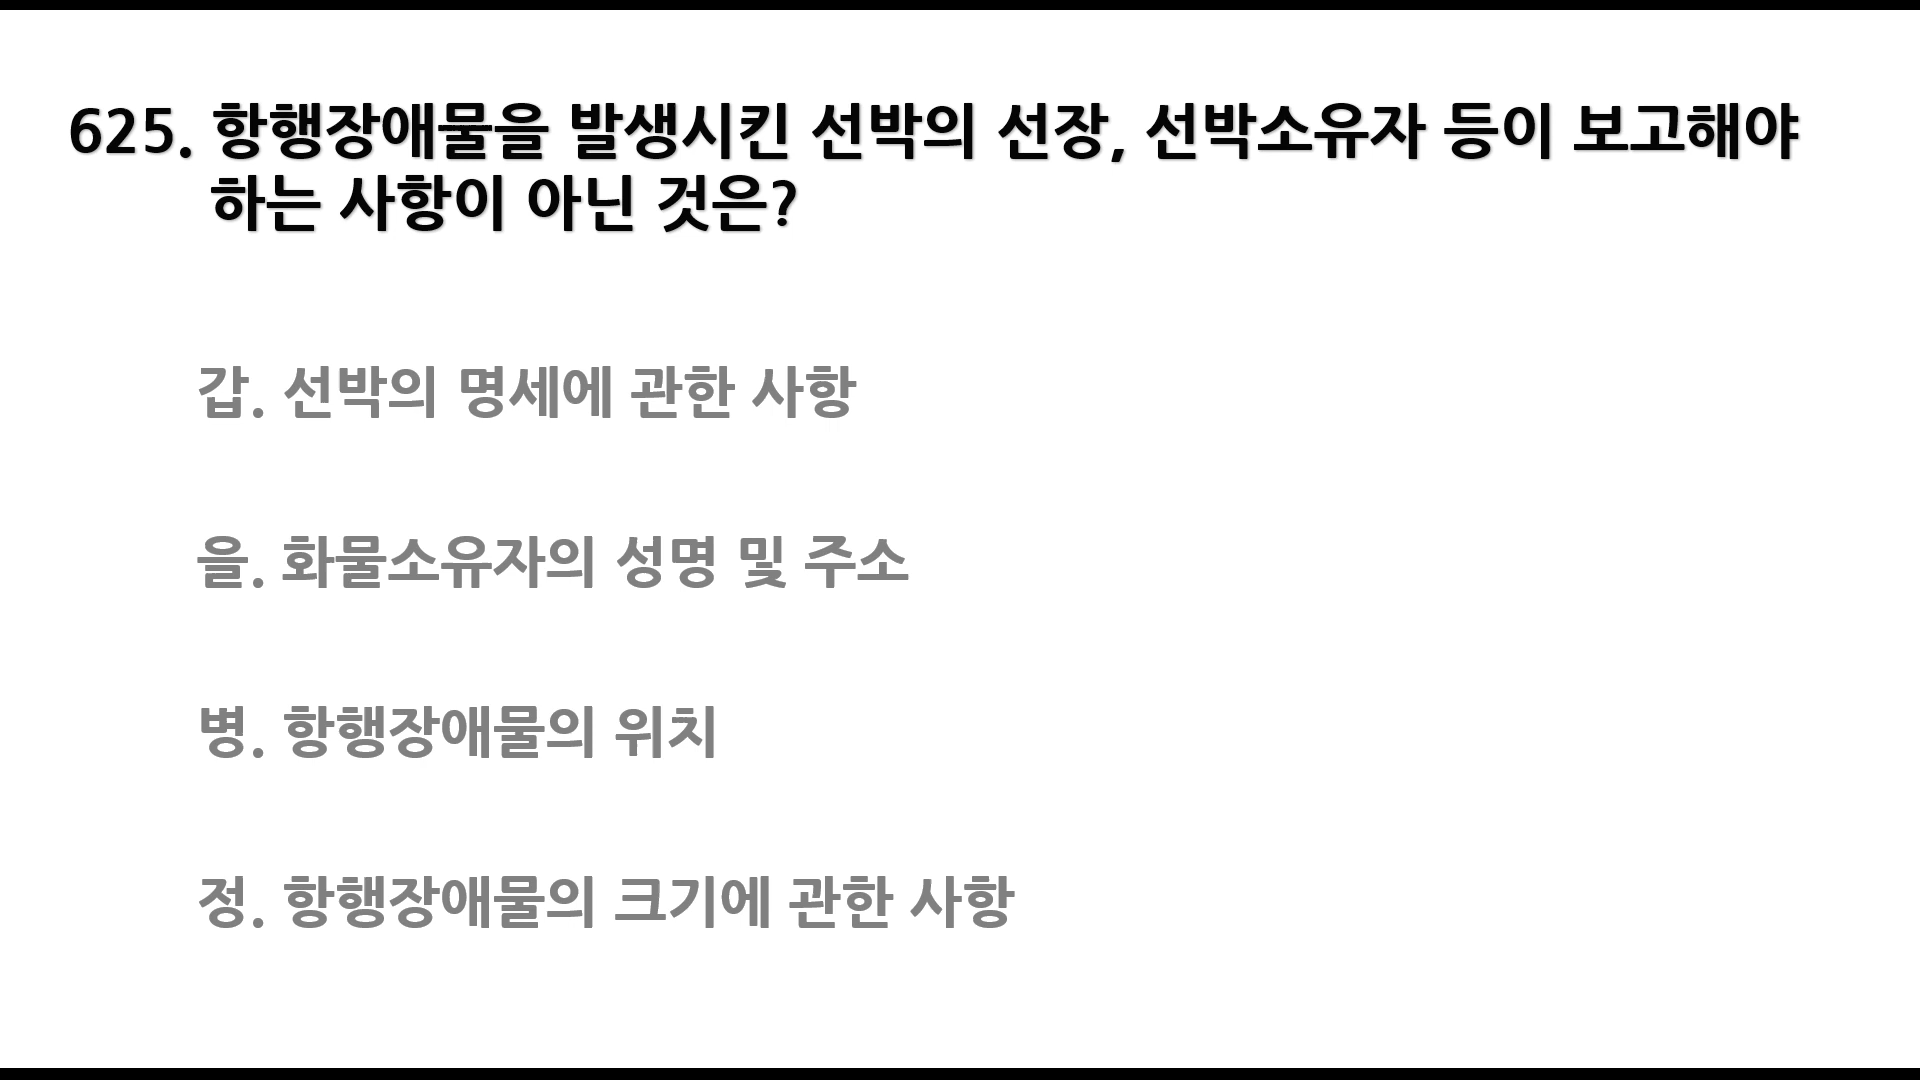 625. 항행장애물을 발생시킨 선박의 선장, 선박소유자 등이 보고해야
하는 사항이 아닌 것은?
갑. 선박의 명세에 관한 사항
을. 화물소유자의 성명 및 주소
병. 항행장애물의 위치
정. 항행장애물의 크기에 관한 사항